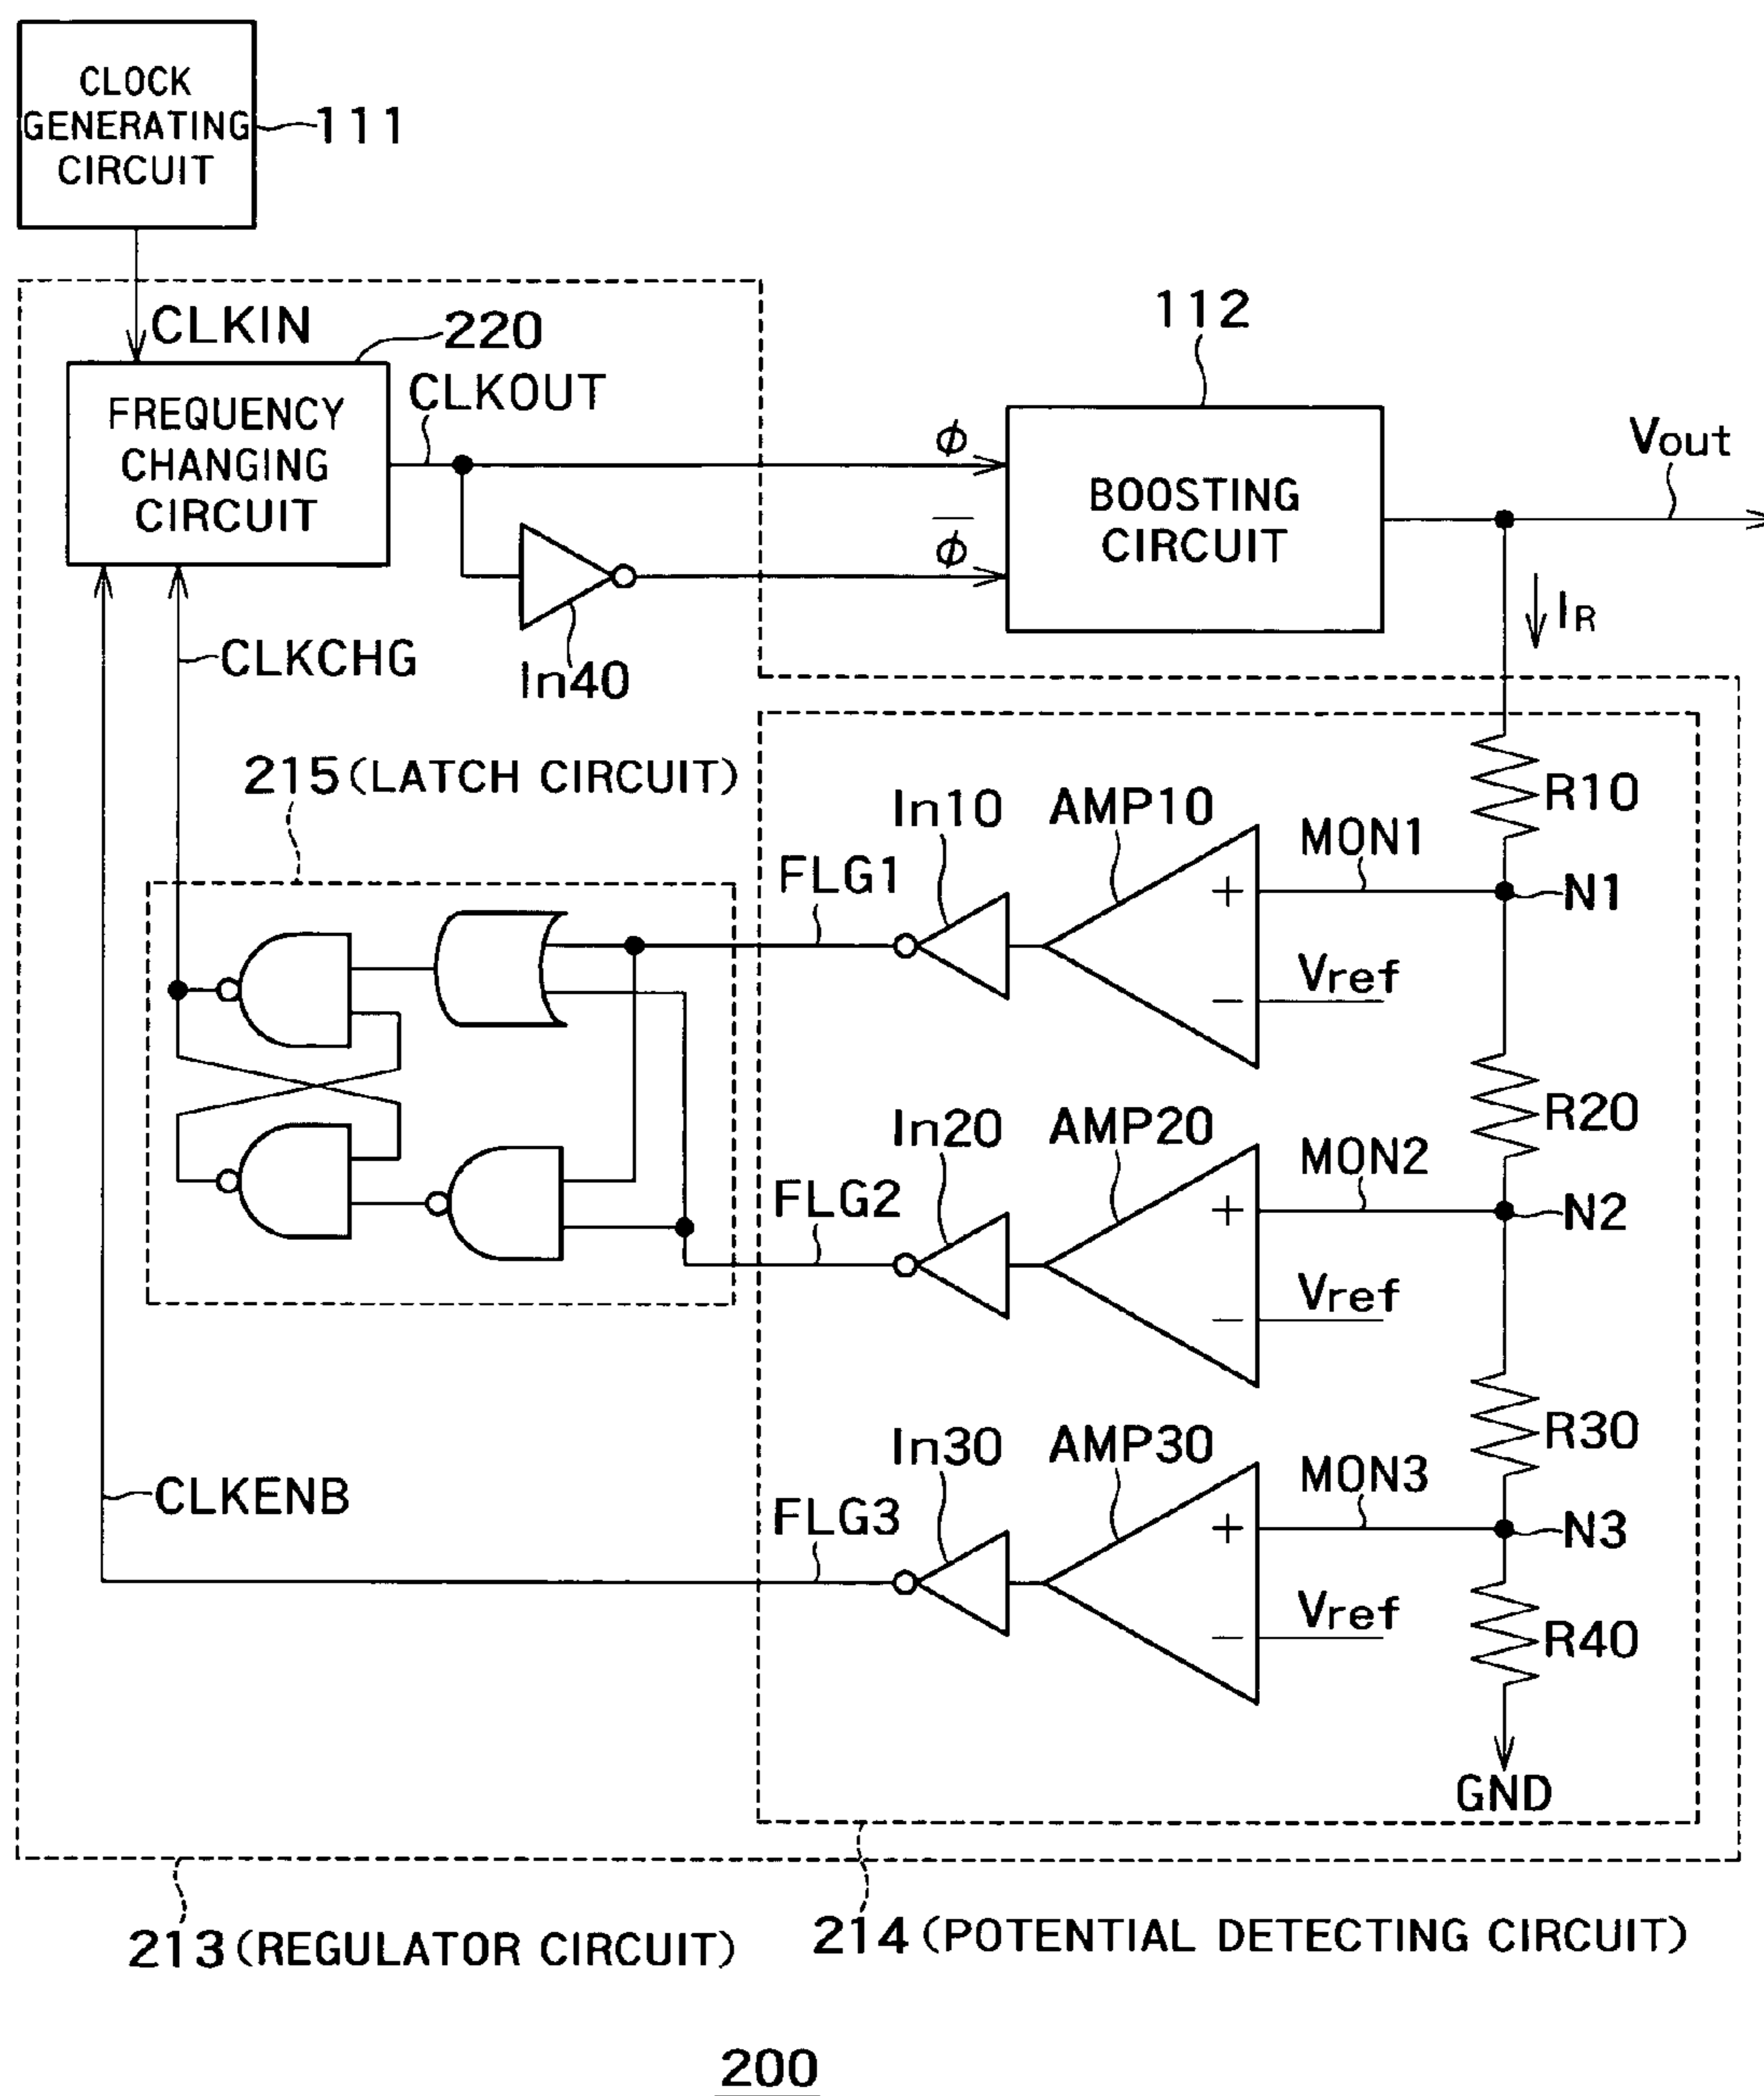 CLOCK
GENERATING
CIRCUIT
111
CLKIN
220
FREQUENCY
CHANGING
CIRCUIT
CLKOUT
112
ϕ
ϕ̅
BOOSTING
CIRCUIT
Vout
IR
CLKCHG
In40
215 (LATCH CIRCUIT)
R10
In10
AMP10
MON1
FLG1
+
N1
Vref
−
R20
In20
AMP20
MON2
FLG2
+
N2
Vref
−
R30
In30
AMP30
MON3
CLKENB
FLG3
+
N3
Vref
−
R40
GND
213 (REGULATOR CIRCUIT)
214 (POTENTIAL DETECTING CIRCUIT)
200